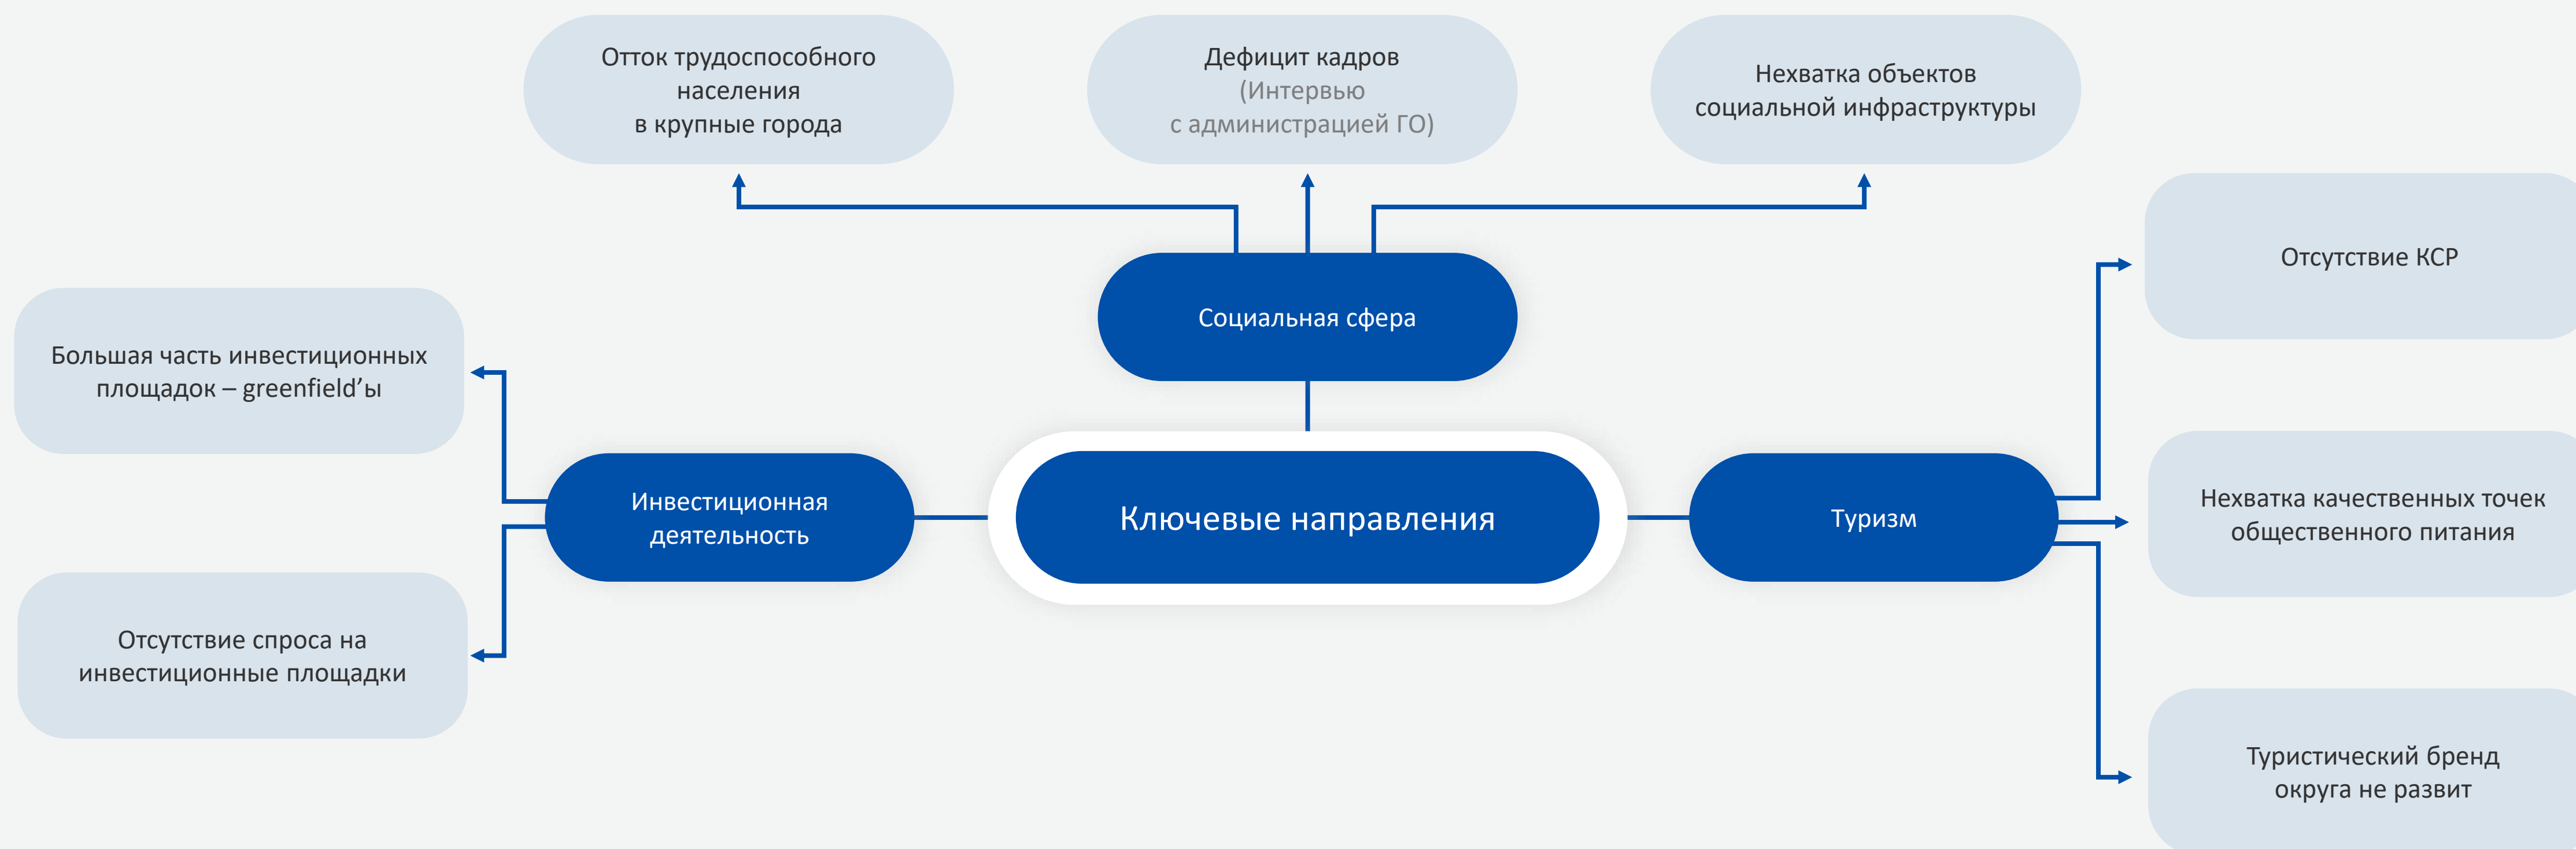 Отток трудоспособного
населения
в крупные города
Дефицит кадров
(Интервью
с администрацией ГО)
Нехватка объектов
социальной инфраструктуры
Социальная сфера
Отсутствие КСР
Большая часть инвестиционных
площадок – greenfield’ы
Инвестиционная
деятельность
Ключевые направления
Туризм
Нехватка качественных точек
общественного питания
Отсутствие спроса на
инвестиционные площадки
Туристический бренд
округа не развит